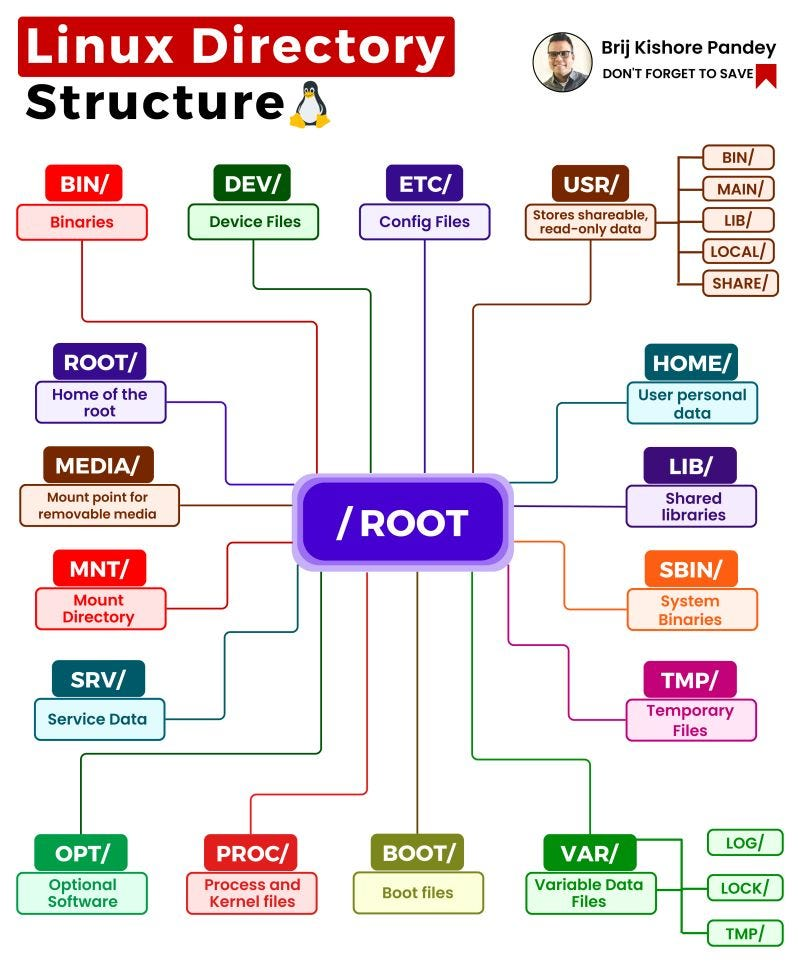 Linux Directory
Structure
Brij Kishore Pandey
DON'T FORGET TO SAVE
BIN/
Binaries
DEV/
Device Files
ETC/
Config Files
USR/
Stores shareable,
read-only data
BIN/
MAIN/
LIB/
LOCAL/
SHARE/
ROOT/
Home of the
root
HOME/
User personal
data
MEDIA/
Mount point for
removable media
LIB/
Shared
libraries
/ ROOT
MNT/
Mount
Directory
SBIN/
System
Binaries
SRV/
Service Data
TMP/
Temporary
Files
OPT/
Optional
Software
PROC/
Process and
Kernel files
BOOT/
Boot files
VAR/
Variable Data
Files
LOG/
LOCK/
TMP/